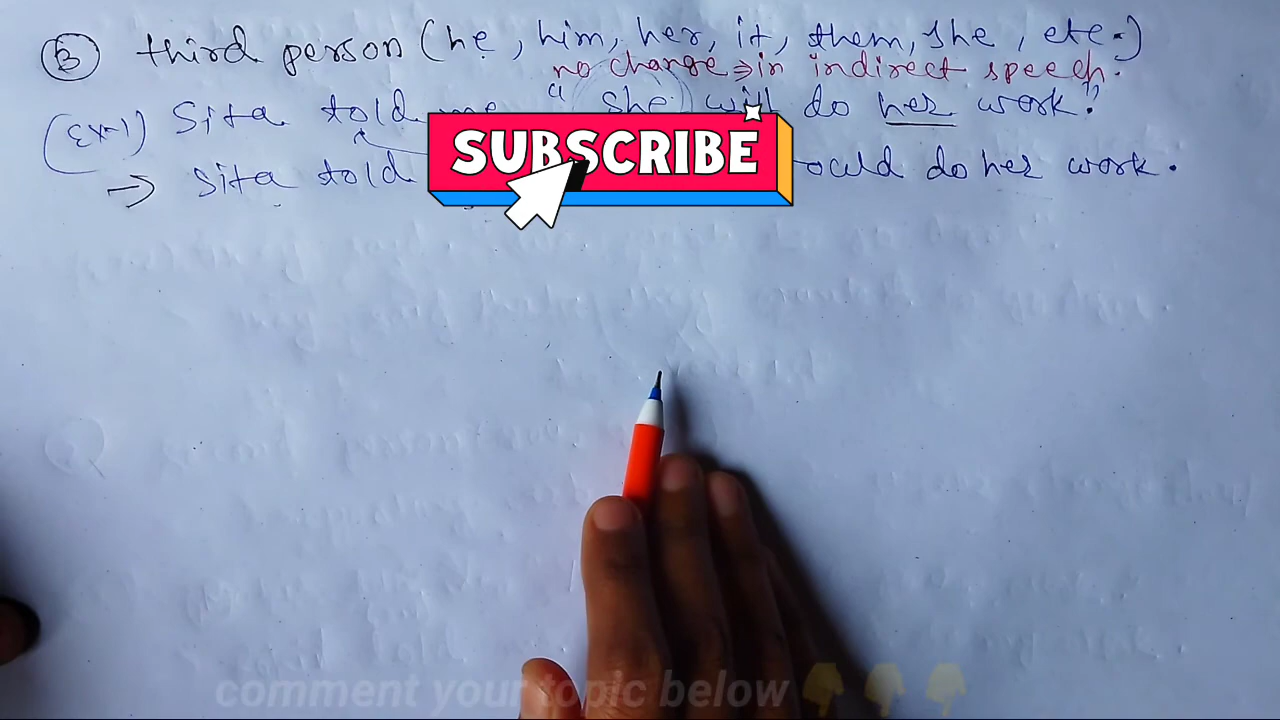 ③ third person (he, him, her, it, them, she, etc.)
no change ⇒ in indirect speech.
(Ex-1) Sita told me "she will do her work."
→ Sita told ould do her work.
SUBSCRIBE
comment your topic below 👇👇👇